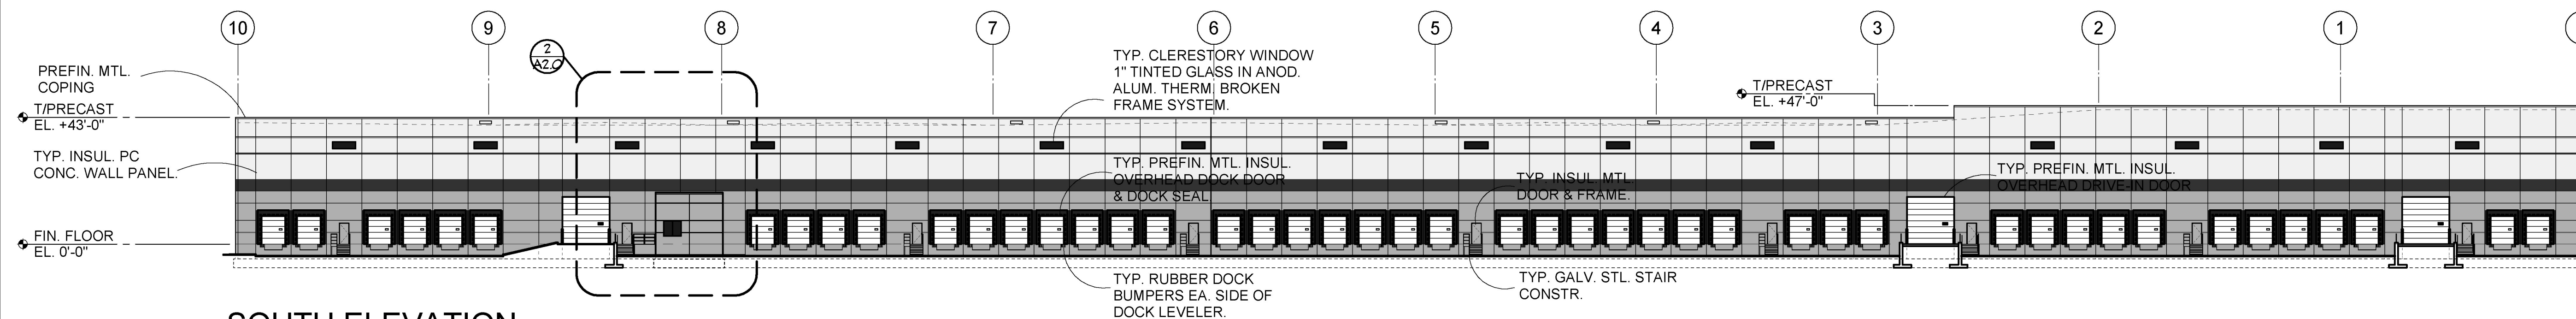 10
9
8
7
6
5
4
3
2
1
2
A2.0
PREFIN. MTL.
COPING
T/PRECAST
EL. +43'-0"
TYP. INSUL. PC
CONC. WALL PANEL.
FIN. FLOOR
EL. 0'-0"
TYP. CLERESTORY WINDOW
1" TINTED GLASS IN ANOD.
ALUM. THERM. BROKEN
FRAME SYSTEM.
TYP. PREFIN. MTL. INSUL.
OVERHEAD DOCK DOOR
& DOCK SEAL
TYP. RUBBER DOCK
BUMPERS EA. SIDE OF
DOCK LEVELER.
TYP. INSUL. MTL.
DOOR & FRAME.
TYP. GALV. STL. STAIR
CONSTR.
T/PRECAST
EL. +47'-0"
TYP. PREFIN. MTL. INSUL.
OVERHEAD DRIVE-IN DOOR
SOUTH ELEVATION